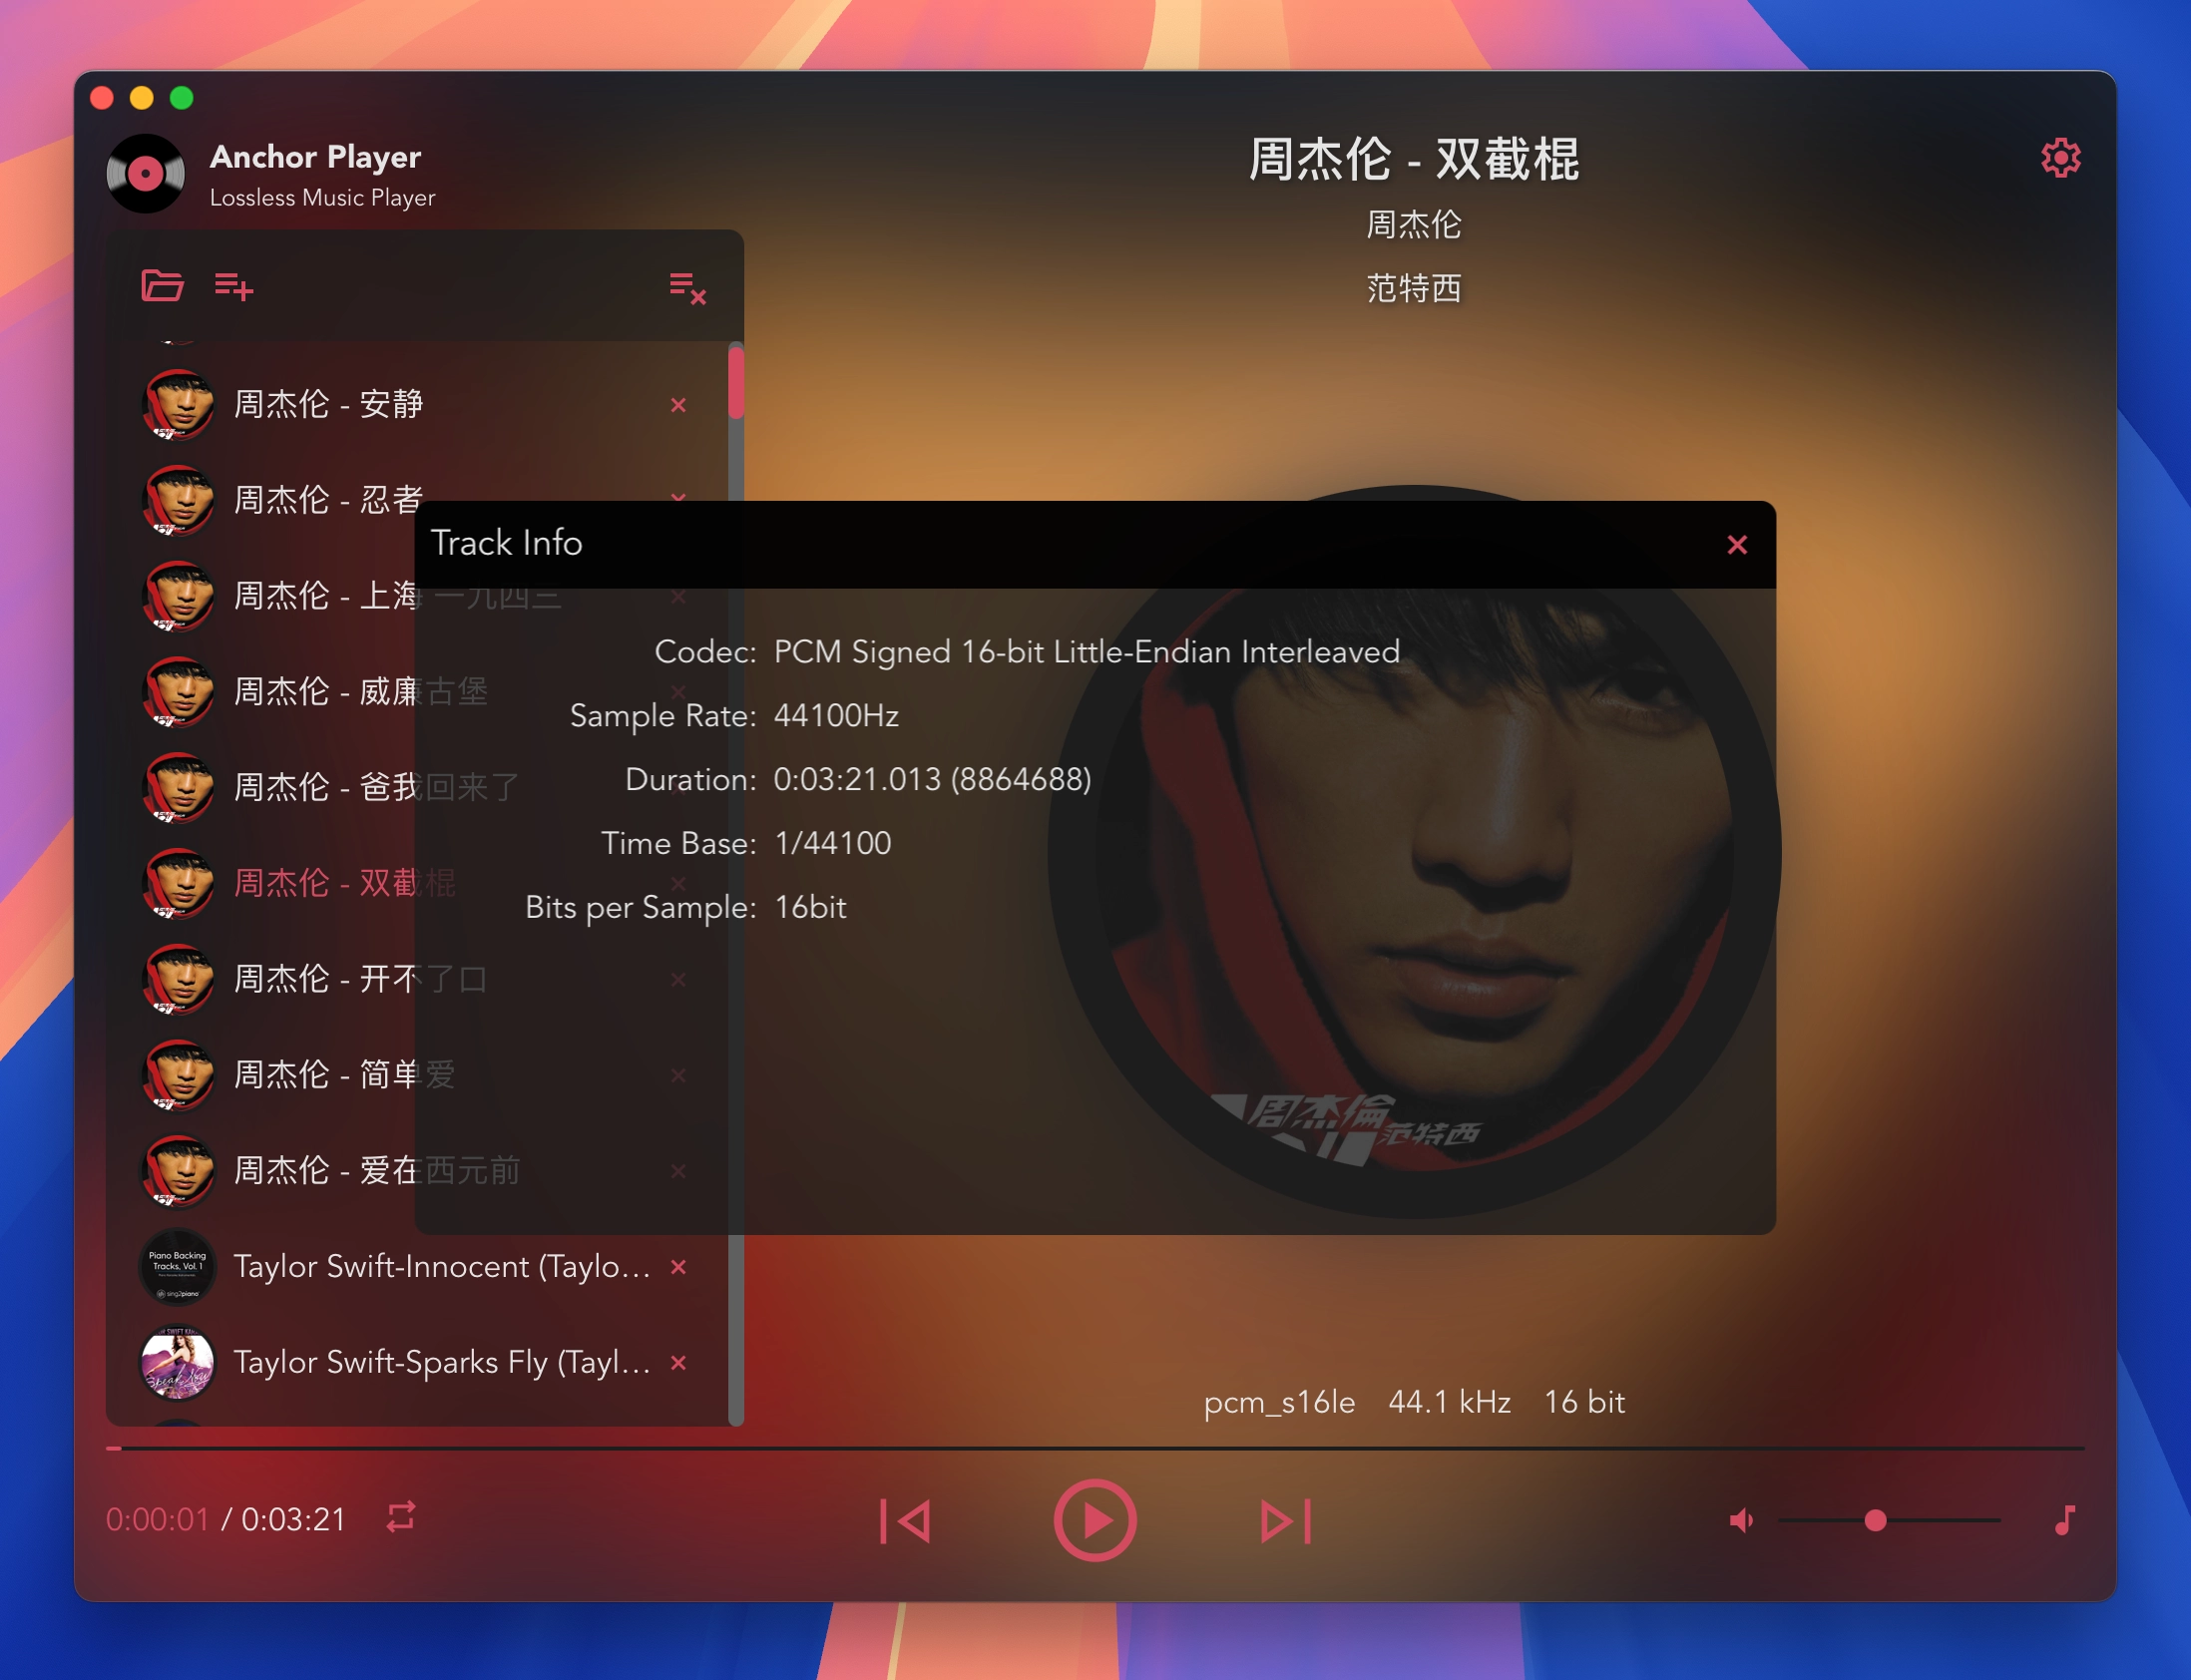 Anchor Player
Lossless Music Player
周杰伦 - 双截棍
周杰伦
范特西
周杰伦 - 安静
周杰伦 - 忍者
周杰伦 - 上海 一九四三
周杰伦 - 威廉古堡
周杰伦 - 爸我回来了
周杰伦 - 双截棍
周杰伦 - 开不了口
周杰伦 - 简单爱
周杰伦 - 爱在西元前
Piano Backing
Tracks, Vol. 1
sing2piano
Taylor Swift-Innocent (Taylo...
Speak Now
Taylor Swift-Sparks Fly (Tayl...
Track Info
Codec: PCM Signed 16-bit Little-Endian Interleaved
Sample Rate: 44100Hz
Duration: 0:03:21.013 (8864688)
Time Base: 1/44100
Bits per Sample: 16bit
周杰倫
范特西
pcm_s16le 44.1 kHz 16 bit
0:00:01 / 0:03:21